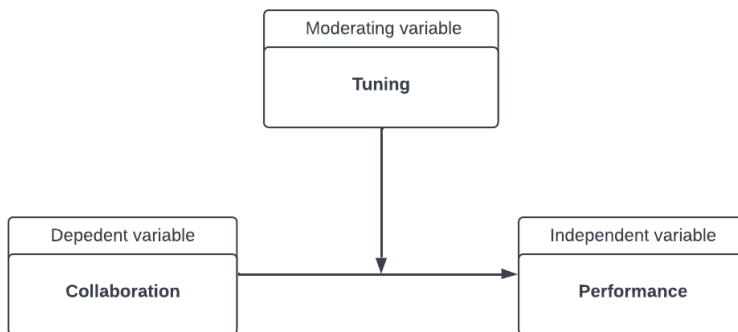 Moderating variable
Tuning
Depedent variable
Independent variable
Collaboration
Performance